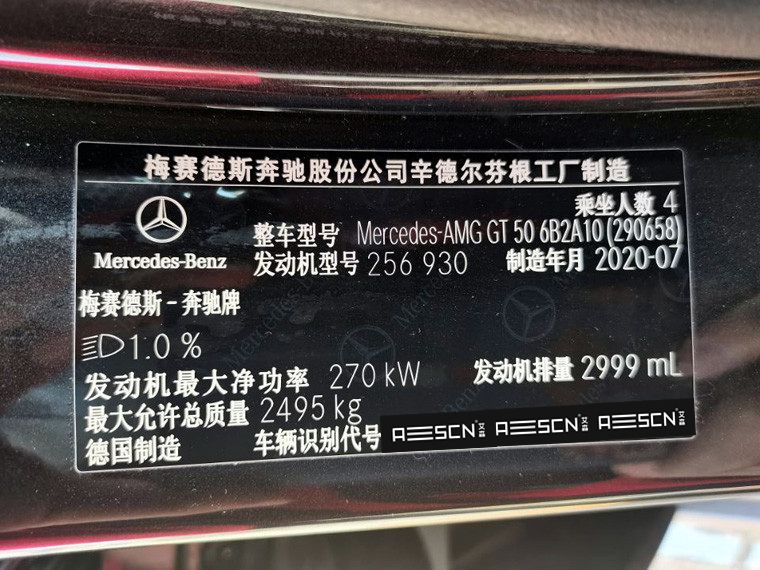 梅赛德斯奔驰股份公司辛德尔芬根工厂制造
乘坐人数 4
Mercedes-Benz
整车型号 Mercedes-AMG GT 50 6B2A10 (290658)
发动机型号 256 930 制造年月 2020-07
梅赛德斯-奔驰牌
1.0 %
发动机最大净功率 270 kW 发动机排量 2999 mL
最大允许总质量 2495 kg
德国制造 车辆识别代号 AESCN AESCN AESCN